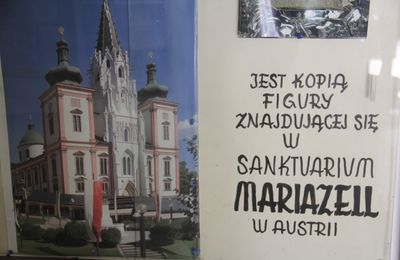 JEST KOPIĄ
FIGURY
ZNAJDUJĄCEJ SIĘ
W
SANKTUARIUM
MARIAZELL
W AUSTRII